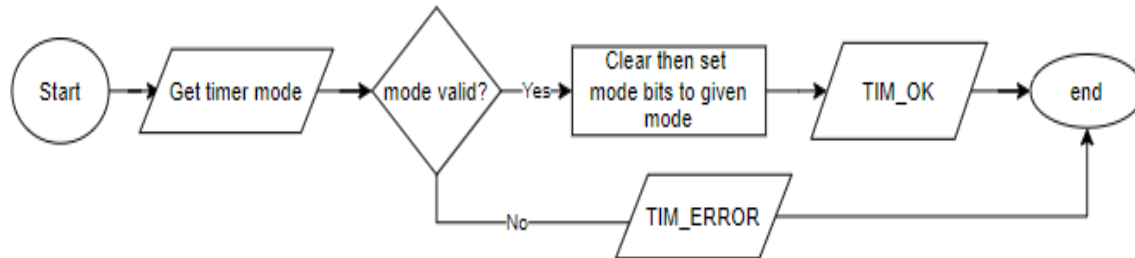 Start
Get timer mode
mode valid?
Yes
Clear then set
mode bits to given
mode
TIM_OK
end
No
TIM_ERROR